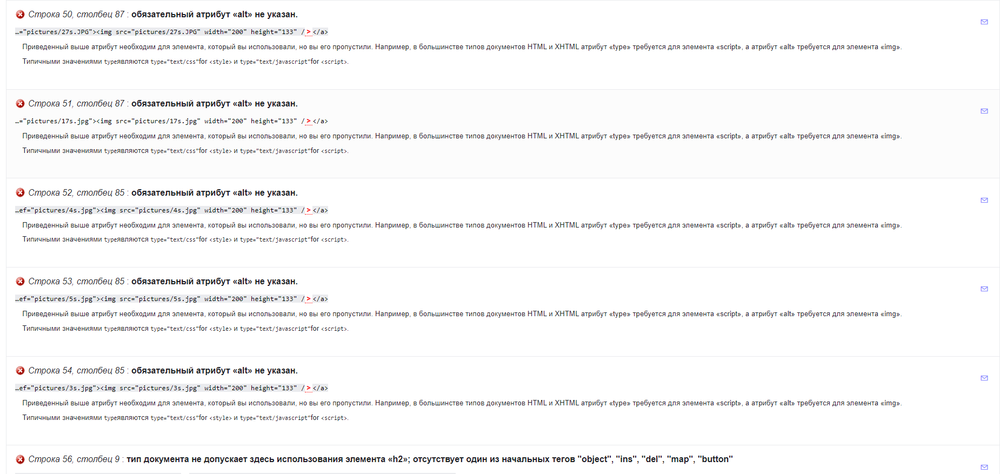 Строка 50, столбец 87 : обязательный атрибут «alt» не указан.
…="pictures/27s.JPG"><img src="pictures/27s.JPG" width="200" height="133" /></a>
Приведенный выше атрибут необходим для элемента, который вы использовали, но вы его пропустили. Например, в большинстве типов документов HTML и XHTML атрибут «type» требуется для элемента «script», а атрибут «alt» требуется для элемента «img».
Типичными значениями typeявляются type="text/css"for <style> и type="text/javascript"for <script>.
Строка 51, столбец 87 : обязательный атрибут «alt» не указан.
…="pictures/17s.jpg"><img src="pictures/17s.jpg" width="200" height="133" /></a>
Приведенный выше атрибут необходим для элемента, который вы использовали, но вы его пропустили. Например, в большинстве типов документов HTML и XHTML атрибут «type» требуется для элемента «script», а атрибут «alt» требуется для элемента «img».
Типичными значениями typeявляются type="text/css"for <style> и type="text/javascript"for <script>.
Строка 52, столбец 85 : обязательный атрибут «alt» не указан.
…ef="pictures/4s.jpg"><img src="pictures/4s.jpg" width="200" height="133" /></a>
Приведенный выше атрибут необходим для элемента, который вы использовали, но вы его пропустили. Например, в большинстве типов документов HTML и XHTML атрибут «type» требуется для элемента «script», а атрибут «alt» требуется для элемента «img».
Типичными значениями typeявляются type="text/css"for <style> и type="text/javascript"for <script>.
Строка 53, столбец 85 : обязательный атрибут «alt» не указан.
…ef="pictures/5s.jpg"><img src="pictures/5s.jpg" width="200" height="133" /></a>
Приведенный выше атрибут необходим для элемента, который вы использовали, но вы его пропустили. Например, в большинстве типов документов HTML и XHTML атрибут «type» требуется для элемента «script», а атрибут «alt» требуется для элемента «img».
Типичными значениями typeявляются type="text/css"for <style> и type="text/javascript"for <script>.
Строка 54, столбец 85 : обязательный атрибут «alt» не указан.
…ef="pictures/3s.jpg"><img src="pictures/3s.jpg" width="200" height="133" /></a>
Приведенный выше атрибут необходим для элемента, который вы использовали, но вы его пропустили. Например, в большинстве типов документов HTML и XHTML атрибут «type» требуется для элемента «script», а атрибут «alt» требуется для элемента «img».
Типичными значениями typeявляются type="text/css"for <style> и type="text/javascript"for <script>.
Строка 56, столбец 9 : тип документа не допускает здесь использования элемента «h2»; отсутствует один из начальных тегов "object", "ins", "del", "map", "button"